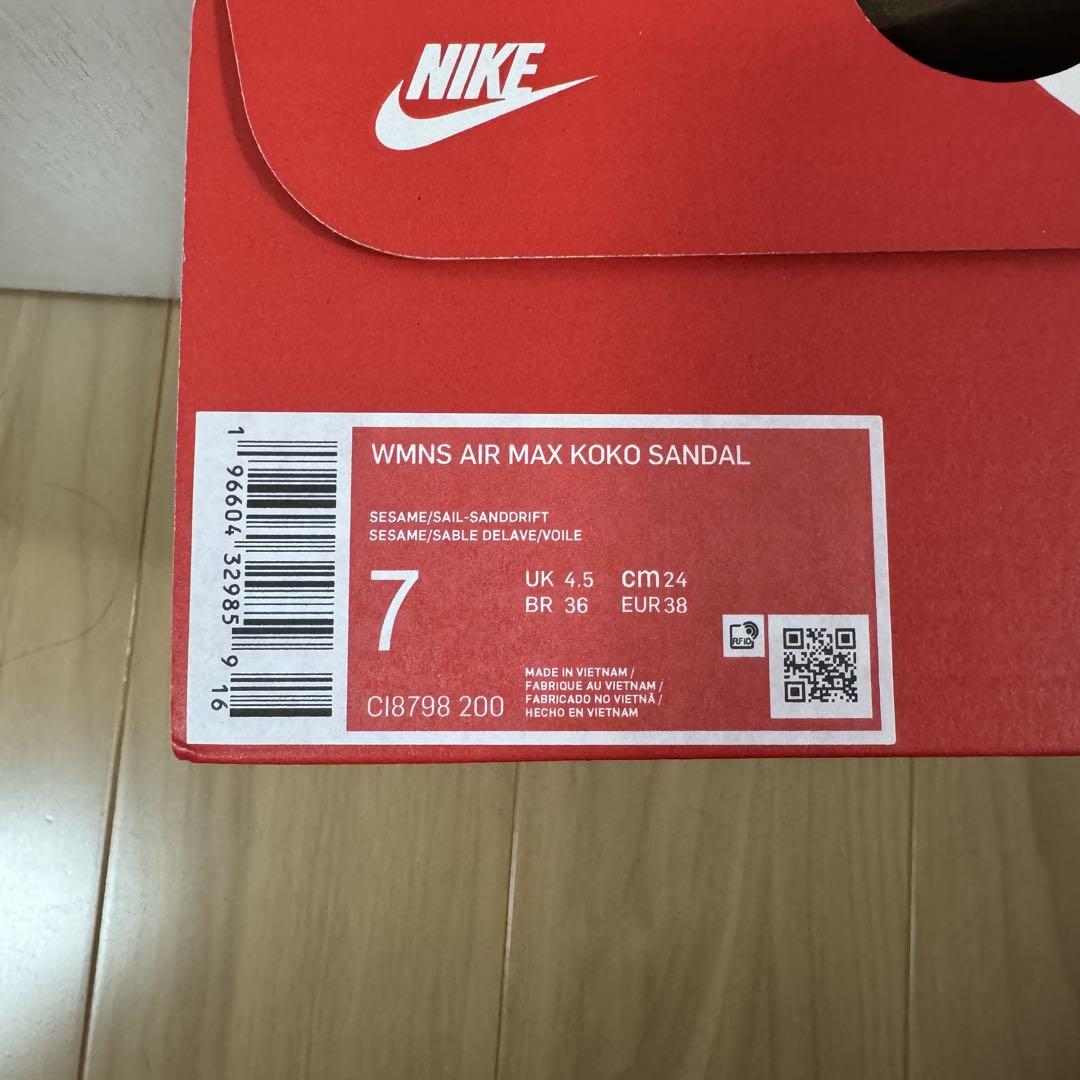 NIKE
WMNS AIR MAX KOKO SANDAL
SESAME/SAIL-SANDDRIFT
SESAME/SABLE DELAVE/VOILE
7
UK 4.5 cm 24
BR 36 EUR 38
RFID
CI8798 200
MADE IN VIETNAM /
FABRIQUE AU VIETNAM /
FABRICADO NO VIETNÃ /
HECHO EN VIETNAM
1 96604 32985 9 16